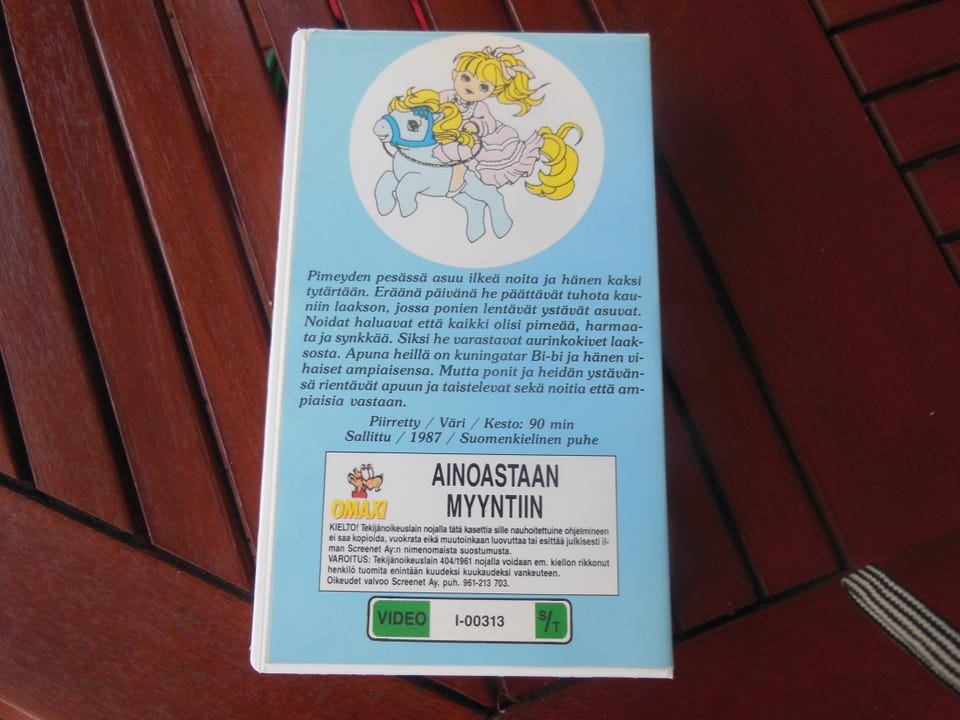 Pimeyden pesässä asuu ilkeä noita ja hänen kaksi
tytärtään. Eräänä päivänä he päättävät tuhota kau-
niin laakson, jossa ponien lentävät ystävät asuvat.
Noidat haluavat että kaikki olisi pimeää, harmaa-
ta ja synkkää. Siksi he varastavat aurinkokivet laak-
sosta. Apuna heillä on kuningatar Bi-bi ja hänen vi-
haiset ampiaisensa. Mutta ponit ja heidän ystävän-
sä rientävät apuun ja taistelevat sekä noitia että am-
piaisia vastaan.
Piirretty / Väri / Kesto: 90 min
Sallittu / 1987 / Suomenkielinen puhe
OMAXI
AINOASTAAN
MYYNTIIN
KIELTO! Tekijänoikeuslain nojalla tätä kasettia sille nauhoitettuine ohjelmineen
ei saa kopioida, vuokrata eikä muutoinkaan luovuttaa tai esittää julkisesti il-
man Screenet Ay:n nimenomaista suostumusta.
VAROITUS: Tekijänoikeuslain 404/1961 nojalla voidaan em. kiellon rikkonut
henkilö tuomita enintään kuudeksi kuukaudeksi vankeuteen.
Oikeudet valvoo Screenet Ay, puh. 961-213 703.
VIDEO I-00313 S/T